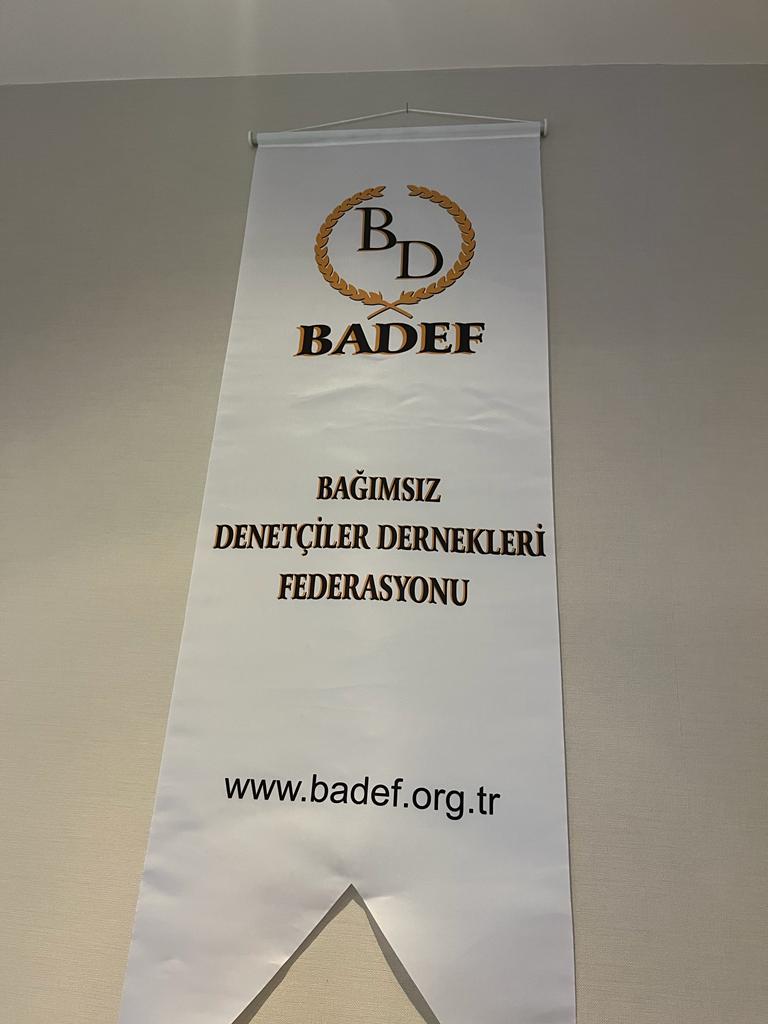 BD
BADEF
BAĞIMSIZ
DENETÇİLER DERNEKLERİ
FEDERASYONU
www.badef.org.tr